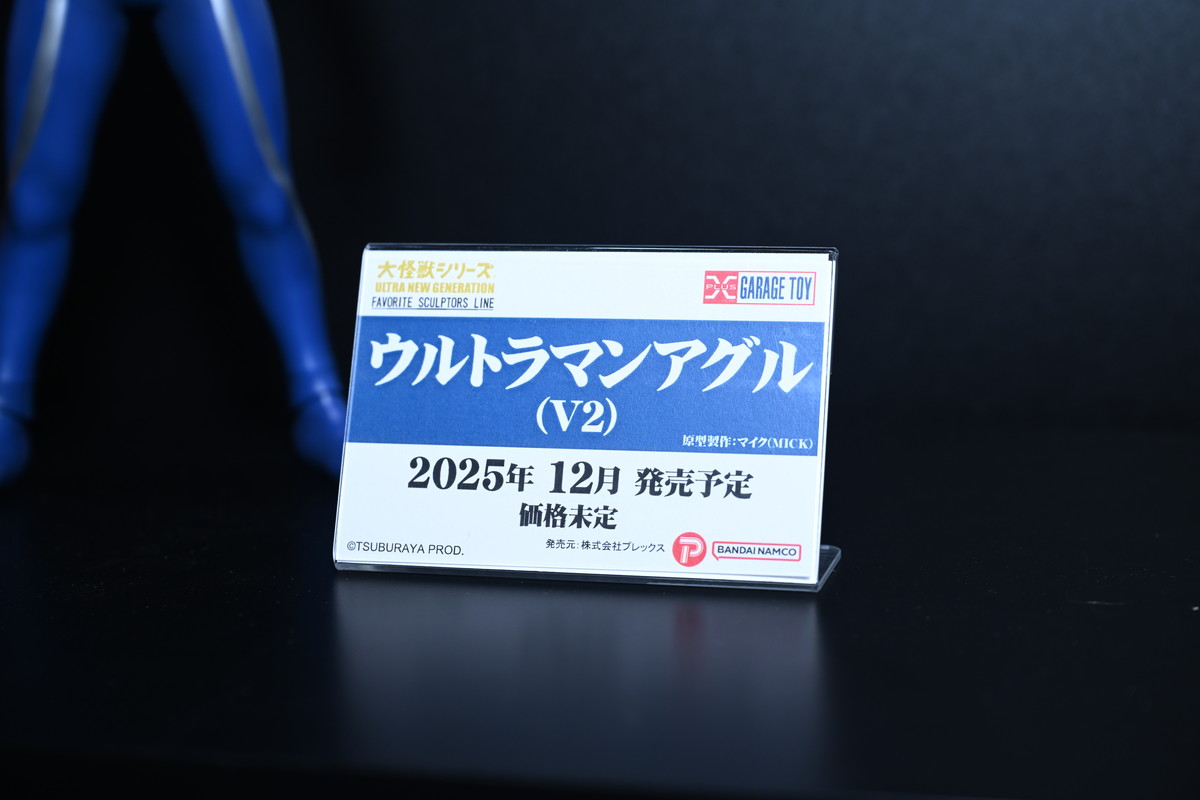 大怪獣シリーズ
ULTRA NEW GENERATION
FAVORITE SCULPTORS LINE
X PLUS GARAGE TOY
ウルトラマンアグル
(V2)
原型製作:マイク(MICK)
2025年 12月 発売予定
価格未定
発売元:株式会社プレックス
P BANDAI NAMCO
©TSUBURAYA PROD.